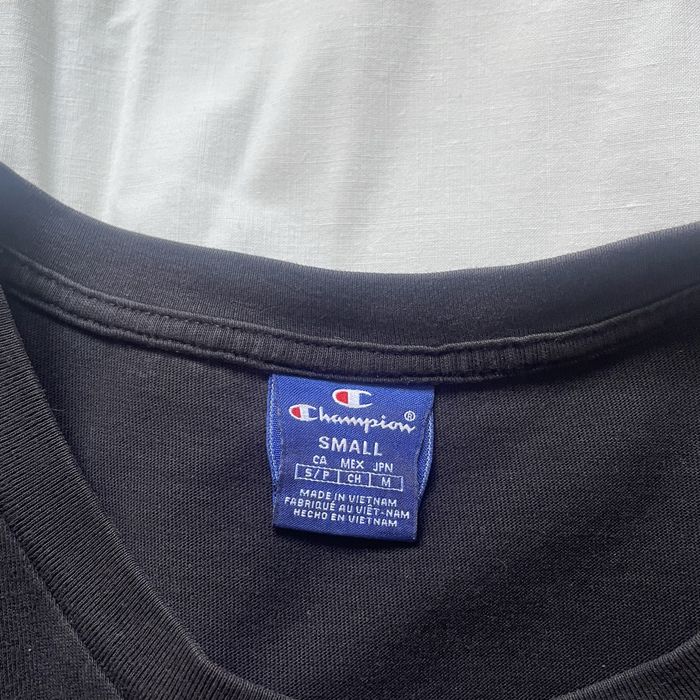 Champion®
SMALL
CA MEX JPN
S/P CH M
MADE IN VIETNAM
FABRIQUÉ AU VIÊT-NAM
HECHO EN VIETNAM